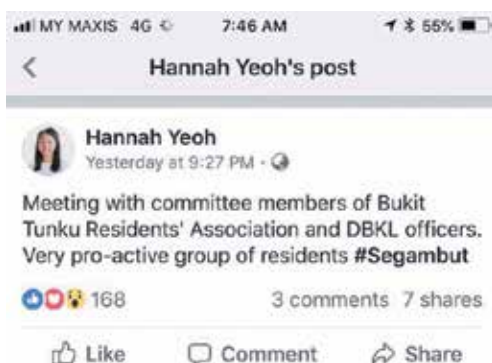 MY MAXIS 4G 7:46 AM 55%
Hannah Yeoh's post
Hannah Yeoh
Yesterday at 9:27 PM ·
Meeting with committee members of Bukit
Tunku Residents' Association and DBKL officers.
Very pro-active group of residents #Segambut
168 3 comments 7 shares
Like Comment Share